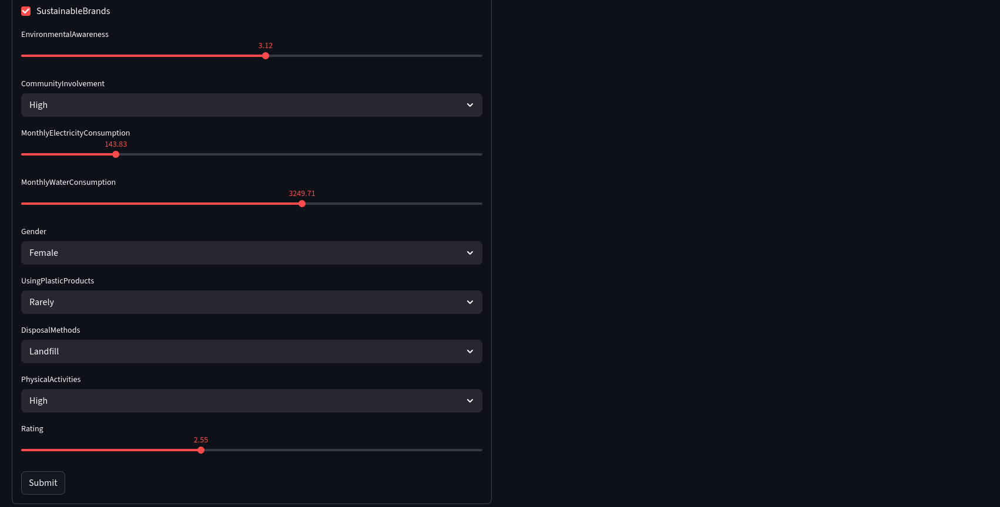 SustainableBrands
EnvironmentalAwareness
3.12
CommunityInvolvement
High
MonthlyElectricityConsumption
143.83
MonthlyWaterConsumption
3249.71
Gender
Female
UsingPlasticProducts
Rarely
DisposalMethods
Landfill
PhysicalActivities
High
Rating
2.55
Submit